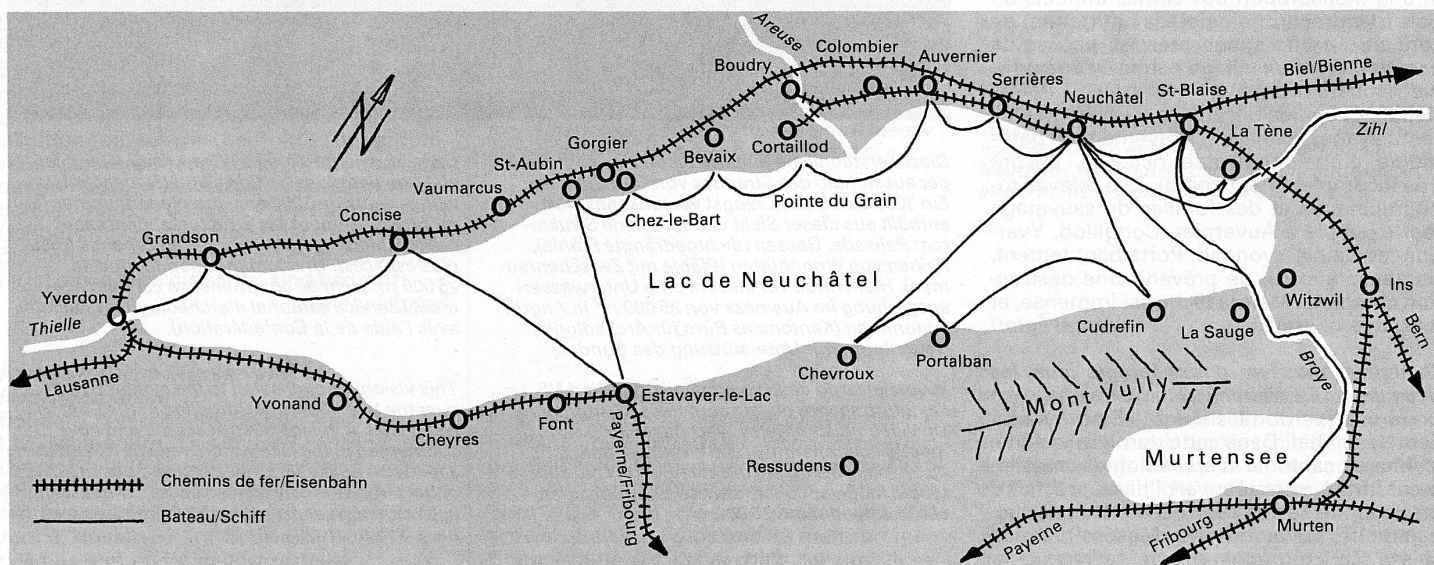 Areuse
Colombier
Auvernier
Boudry
Serrières
Biel/Bienne
Neuchâtel
St-Blaise
La Tène
Zihl
Gorgier
Bevaix
Cortaillod
St-Aubin
Vaumarcus
Pointe du Grain
Chez-le-Bart
Concise
Grandson
Lac de Neuchâtel
Yverdon
Witzwil
Ins
Thielle
Cudrefin
La Sauge
Bern
Portalban
Chevroux
Broye
Lausanne
Yvonand
Estavayer-le-Lac
Mont Vully
Cheyres
Font
Payerne/Fribourg
Ressudens
Murtensee
Chemins de fer/Eisenbahn
Bateau/Schiff
Payerne
Fribourg
Murten